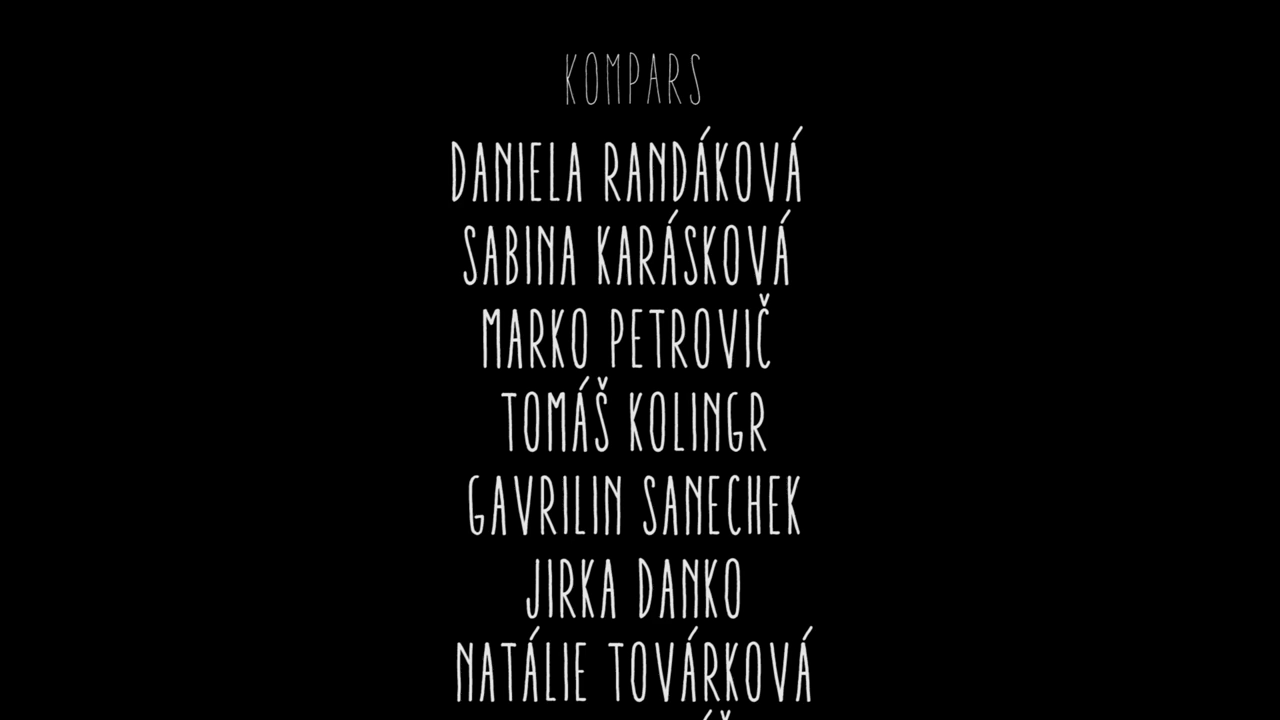 KOMPARS
DANIELA RANDÁKOVÁ
SABINA KARÁSKOVÁ
MARKO PETROVIČ
TOMÁŠ KOLINGR
GAVRILIN SANECHEK
JIRKA DANKO
NATÁLIE TOVÁRKOVÁ